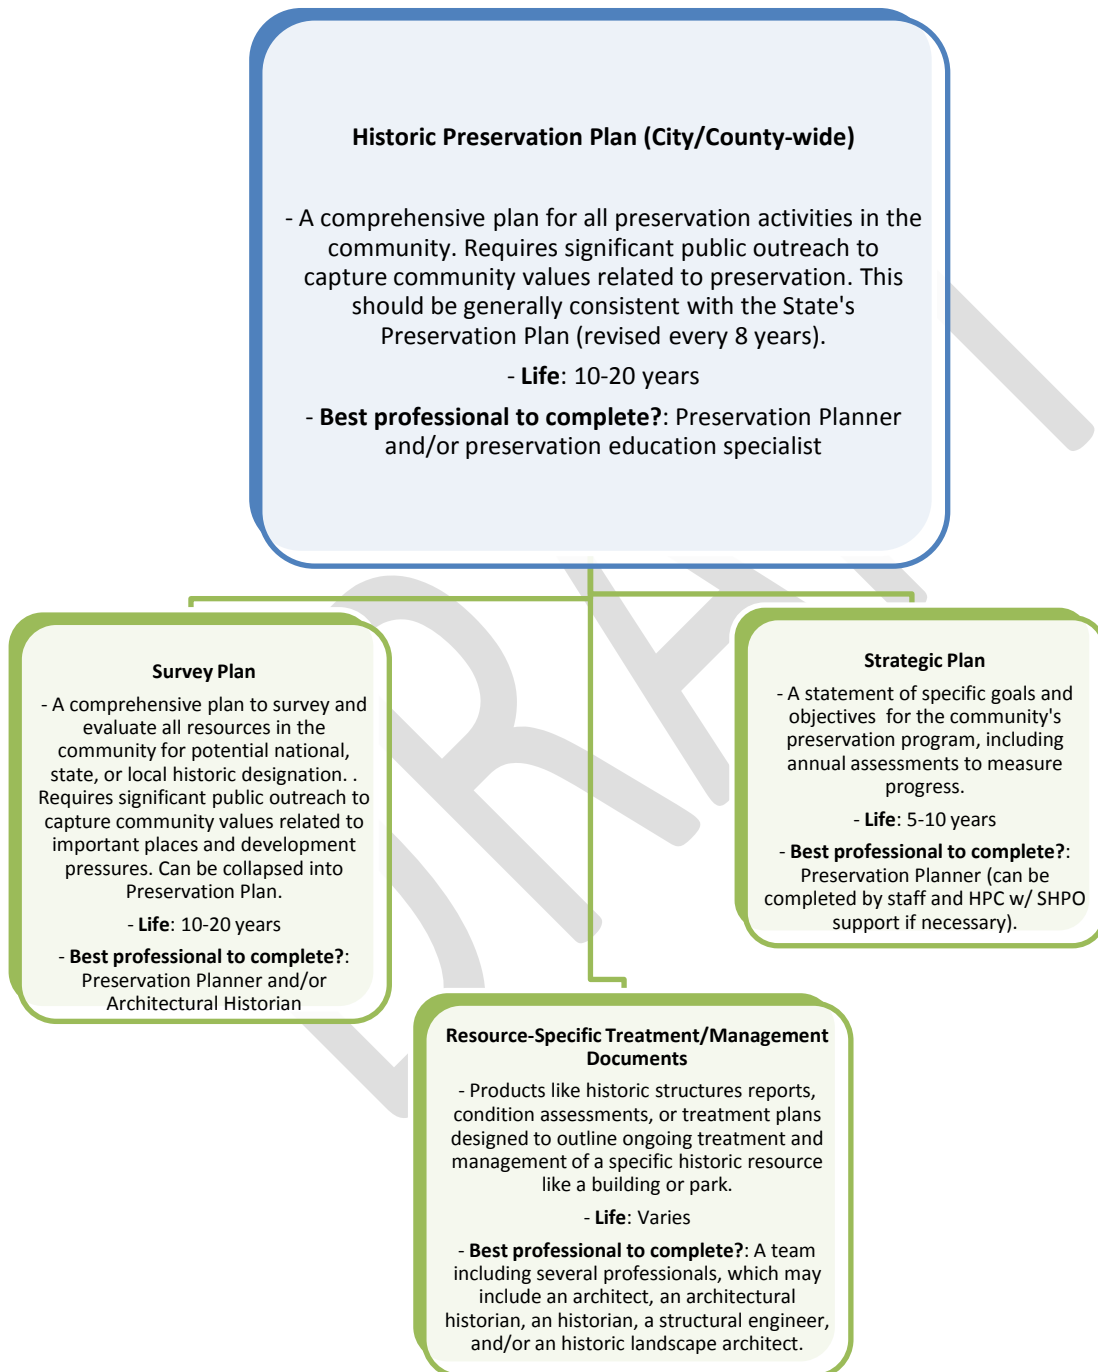 Historic Preservation Plan (City/County-wide)
- A comprehensive plan for all preservation activities in the
community. Requires significant public outreach to
capture community values related to preservation. This
should be generally consistent with the State's
Preservation Plan (revised every 8 years).
- Life: 10-20 years
- Best professional to complete?: Preservation Planner
and/or preservation education specialist
Survey Plan
- A comprehensive plan to survey and
evaluate all resources in the
community for potential national,
state, or local historic designation. .
Requires significant public outreach to
capture community values related to
important places and development
pressures. Can be collapsed into
Preservation Plan.
- Life: 10-20 years
- Best professional to complete?:
Preservation Planner and/or
Architectural Historian
Strategic Plan
- A statement of specific goals and
objectives  for the community's
preservation program, including
annual assessments to measure
progress.
- Life: 5-10 years
- Best professional to complete?:
Preservation Planner (can be
completed by staff and HPC w/ SHPO
support if necessary).
Resource-Specific Treatment/Management
Documents
- Products like historic structures reports,
condition assessments, or treatment plans
designed to outline ongoing treatment and
management of a specific historic resource
like a building or park.
- Life: Varies
- Best professional to complete?: A team
including several professionals, which may
include an architect, an architectural
historian, an historian, a structural engineer,
and/or an historic landscape architect.
DRAFT